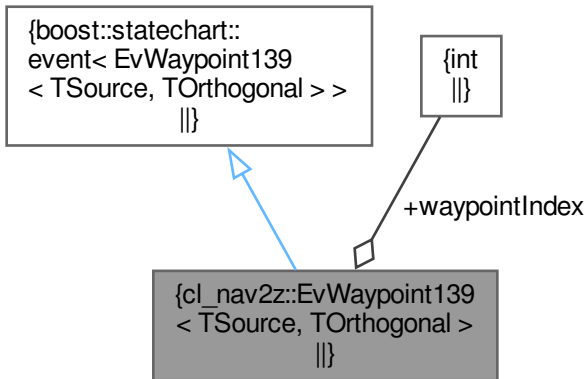 {boost::statechart::
event< EvWaypoint139
< TSource, TOrthogonal > >
||}
{int
||}
+waypointIndex
{cl_nav2z::EvWaypoint139
< TSource, TOrthogonal >
||}